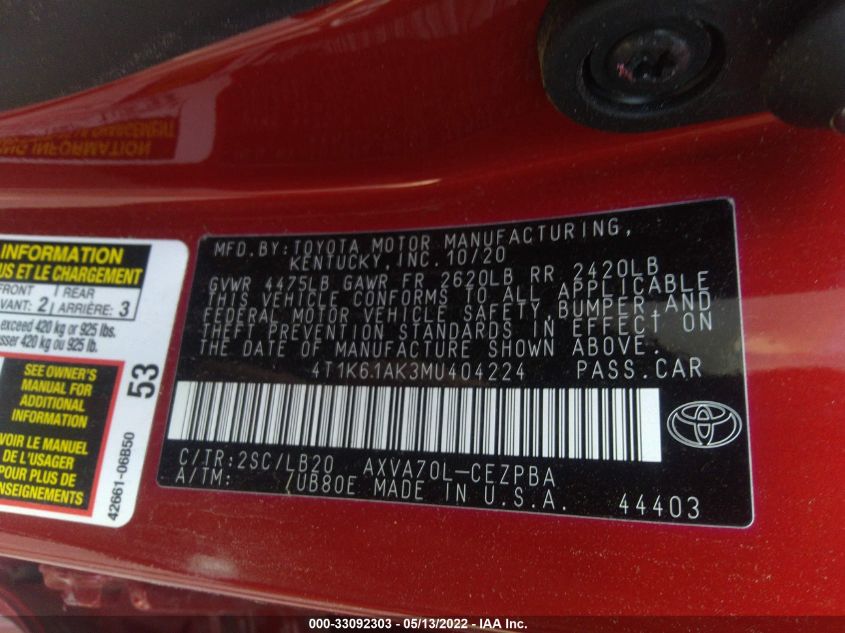 INFORMATION
US ET LE CHARGEMENT
FRONT
1 REAR
VANT: 2
ARRIÈRE: 3
exceed 420 kg or 925 lbs.
sser 420 kg ou 925 lb.
SEE OWNER'S
MANUAL FOR
ADDITIONAL
INFORMATION
VOIR LE MANUEL
DE L'USAGER
POUR PLUS DE
RENSEIGNEMENTS
53
42661-06B50
MFD.BY:TOYOTA MOTOR MANUFACTURING,
KENTUCKY,INC.10/20
GVWR 4475LB GAWR FR 2620LB RR 2420LB
THIS VEHICLE CONFORMS TO ALL APPLICABLE
FEDERAL MOTOR VEHICLE SAFETY,BUMPER,AND
THEFT PREVENTION STANDARDS IN EFFECT ON
THE DATE OF MANUFACTURE SHOWN ABOVE.
4T1K61AK3MU404224 PASS.CAR
C/TR:2SC/LB20 AXVA70L-CEZPBA
A/TM: /UB80E MADE IN U.S.A.
44403
000-33092303 - 05/13/2022 - IAA Inc.